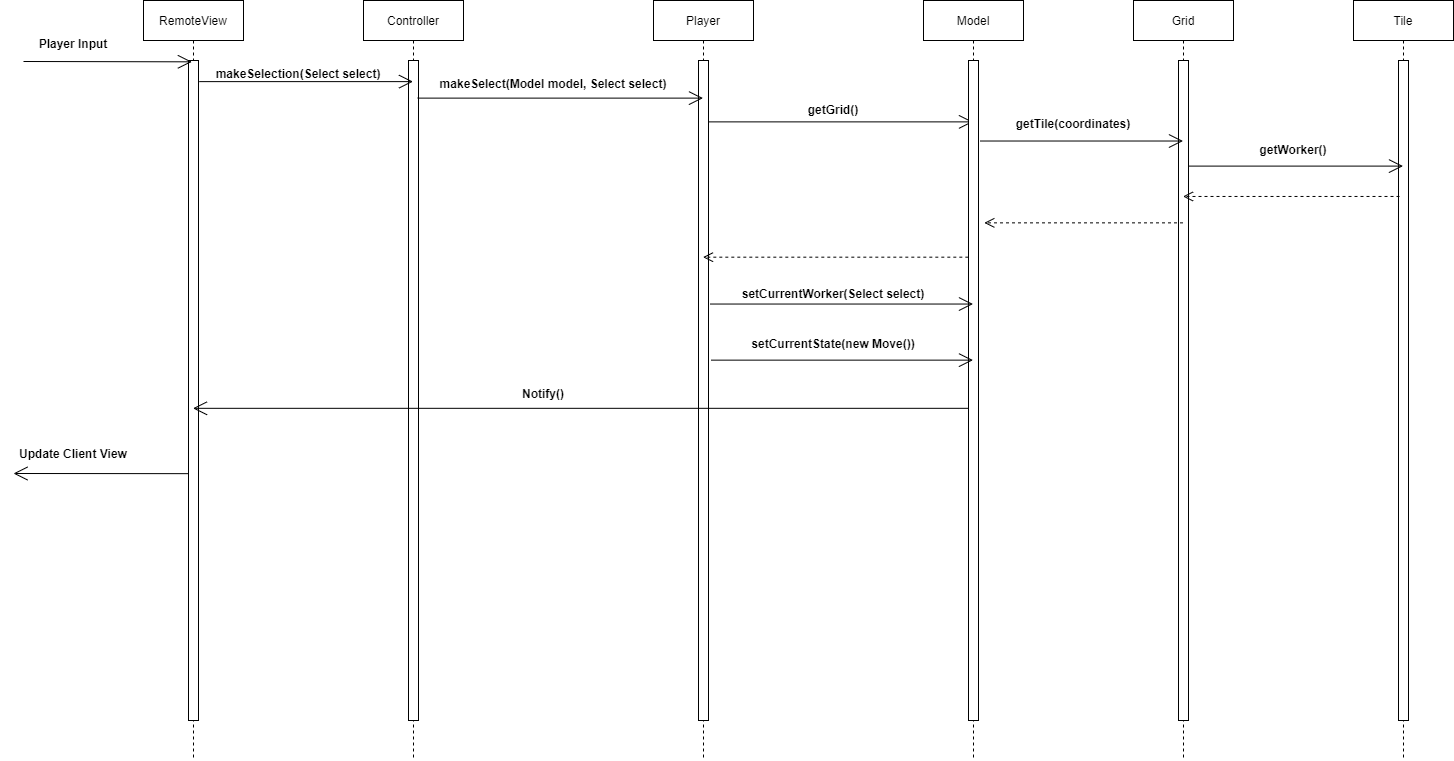 RemoteView
Controller
Player
Model
Grid
Tile
Player Input
makeSelection(Select select)
makeSelect(Model model, Select select)
getGrid()
getTile(coordinates)
getWorker()
setCurrentWorker(Select select)
setCurrentState(new Move())
Notify()
Update Client View